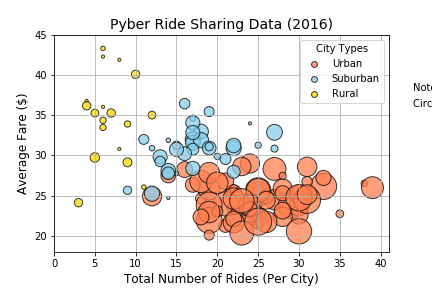 Pyber Ride Sharing Data (2016)
Average Fare ($)
45
40
35
30
25
20
City Types
Urban
Suburban
Rural
Not
Circ
0 5 10 15 20 25 30 35 40
Total Number of Rides (Per City)